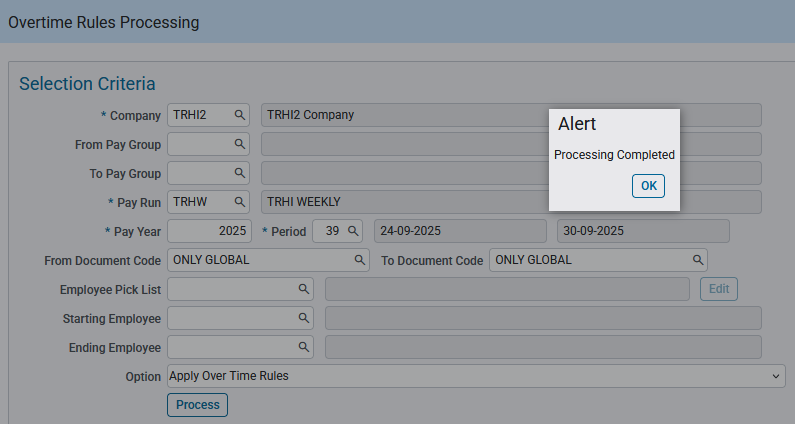 Overtime Rules Processing
Selection Criteria
* Company TRHI2 TRHI2 Company
From Pay Group
To Pay Group
* Pay Run TRHW TRHI WEEKLY
* Pay Year 2025 * Period 39 24-09-2025 30-09-2025
From Document Code ONLY GLOBAL To Document Code ONLY GLOBAL
Employee Pick List Edit
Starting Employee
Ending Employee
Option Apply Over Time Rules
Process
Alert
Processing Completed
OK